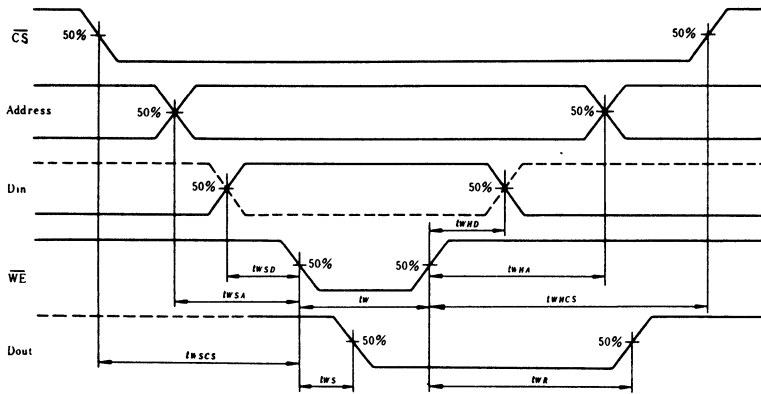 CS
50%
50%
Address
50%
50%
Din
50%
50%
tWHD
WE
50%
50%
tWSD
tWHA
tWSA
tW
tWHCS
Dout
50%
50%
tWSCS
tWS
tWR